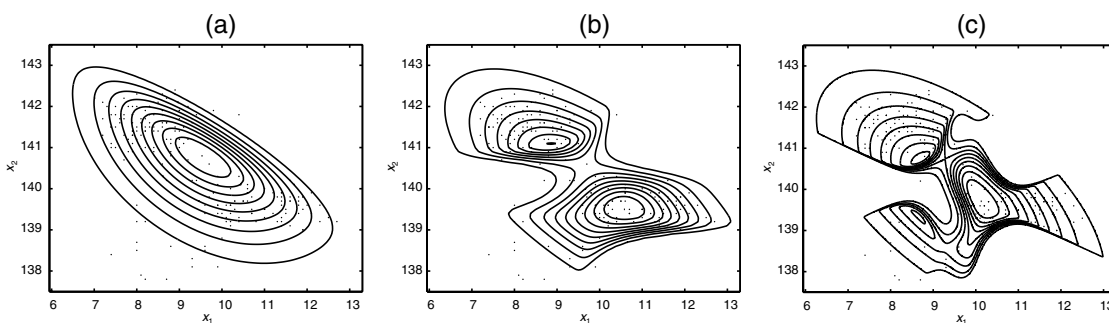 (a) (b) (c)
143 143 143
142 142 142
141 141 141
x₂ x₂ x₂
140 140 140
139 139 139
138 138 138
6 7 8 9 10 11 12 13 6 7 8 9 10 11 12 13 6 7 8 9 10 11 12 13
x₁ x₁ x₁